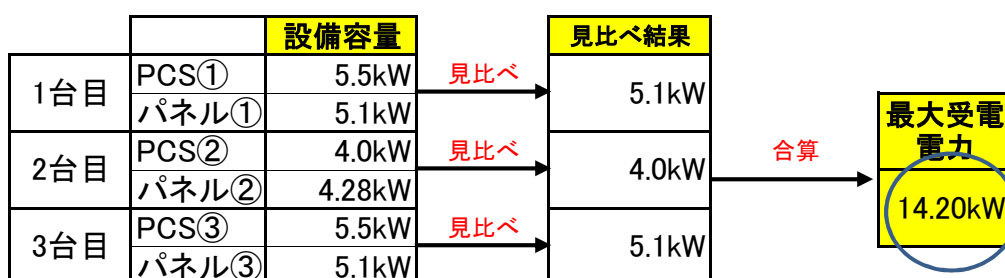 設備容量
見比べ結果
1台目
PCS①
5.5kW
見比べ
5.1kW
パネル①
5.1kW
2台目
PCS②
4.0kW
見比べ
4.0kW
パネル②
4.28kW
3台目
PCS③
5.5kW
見比べ
5.1kW
パネル③
5.1kW
合算
最大受電
電力
14.20kW